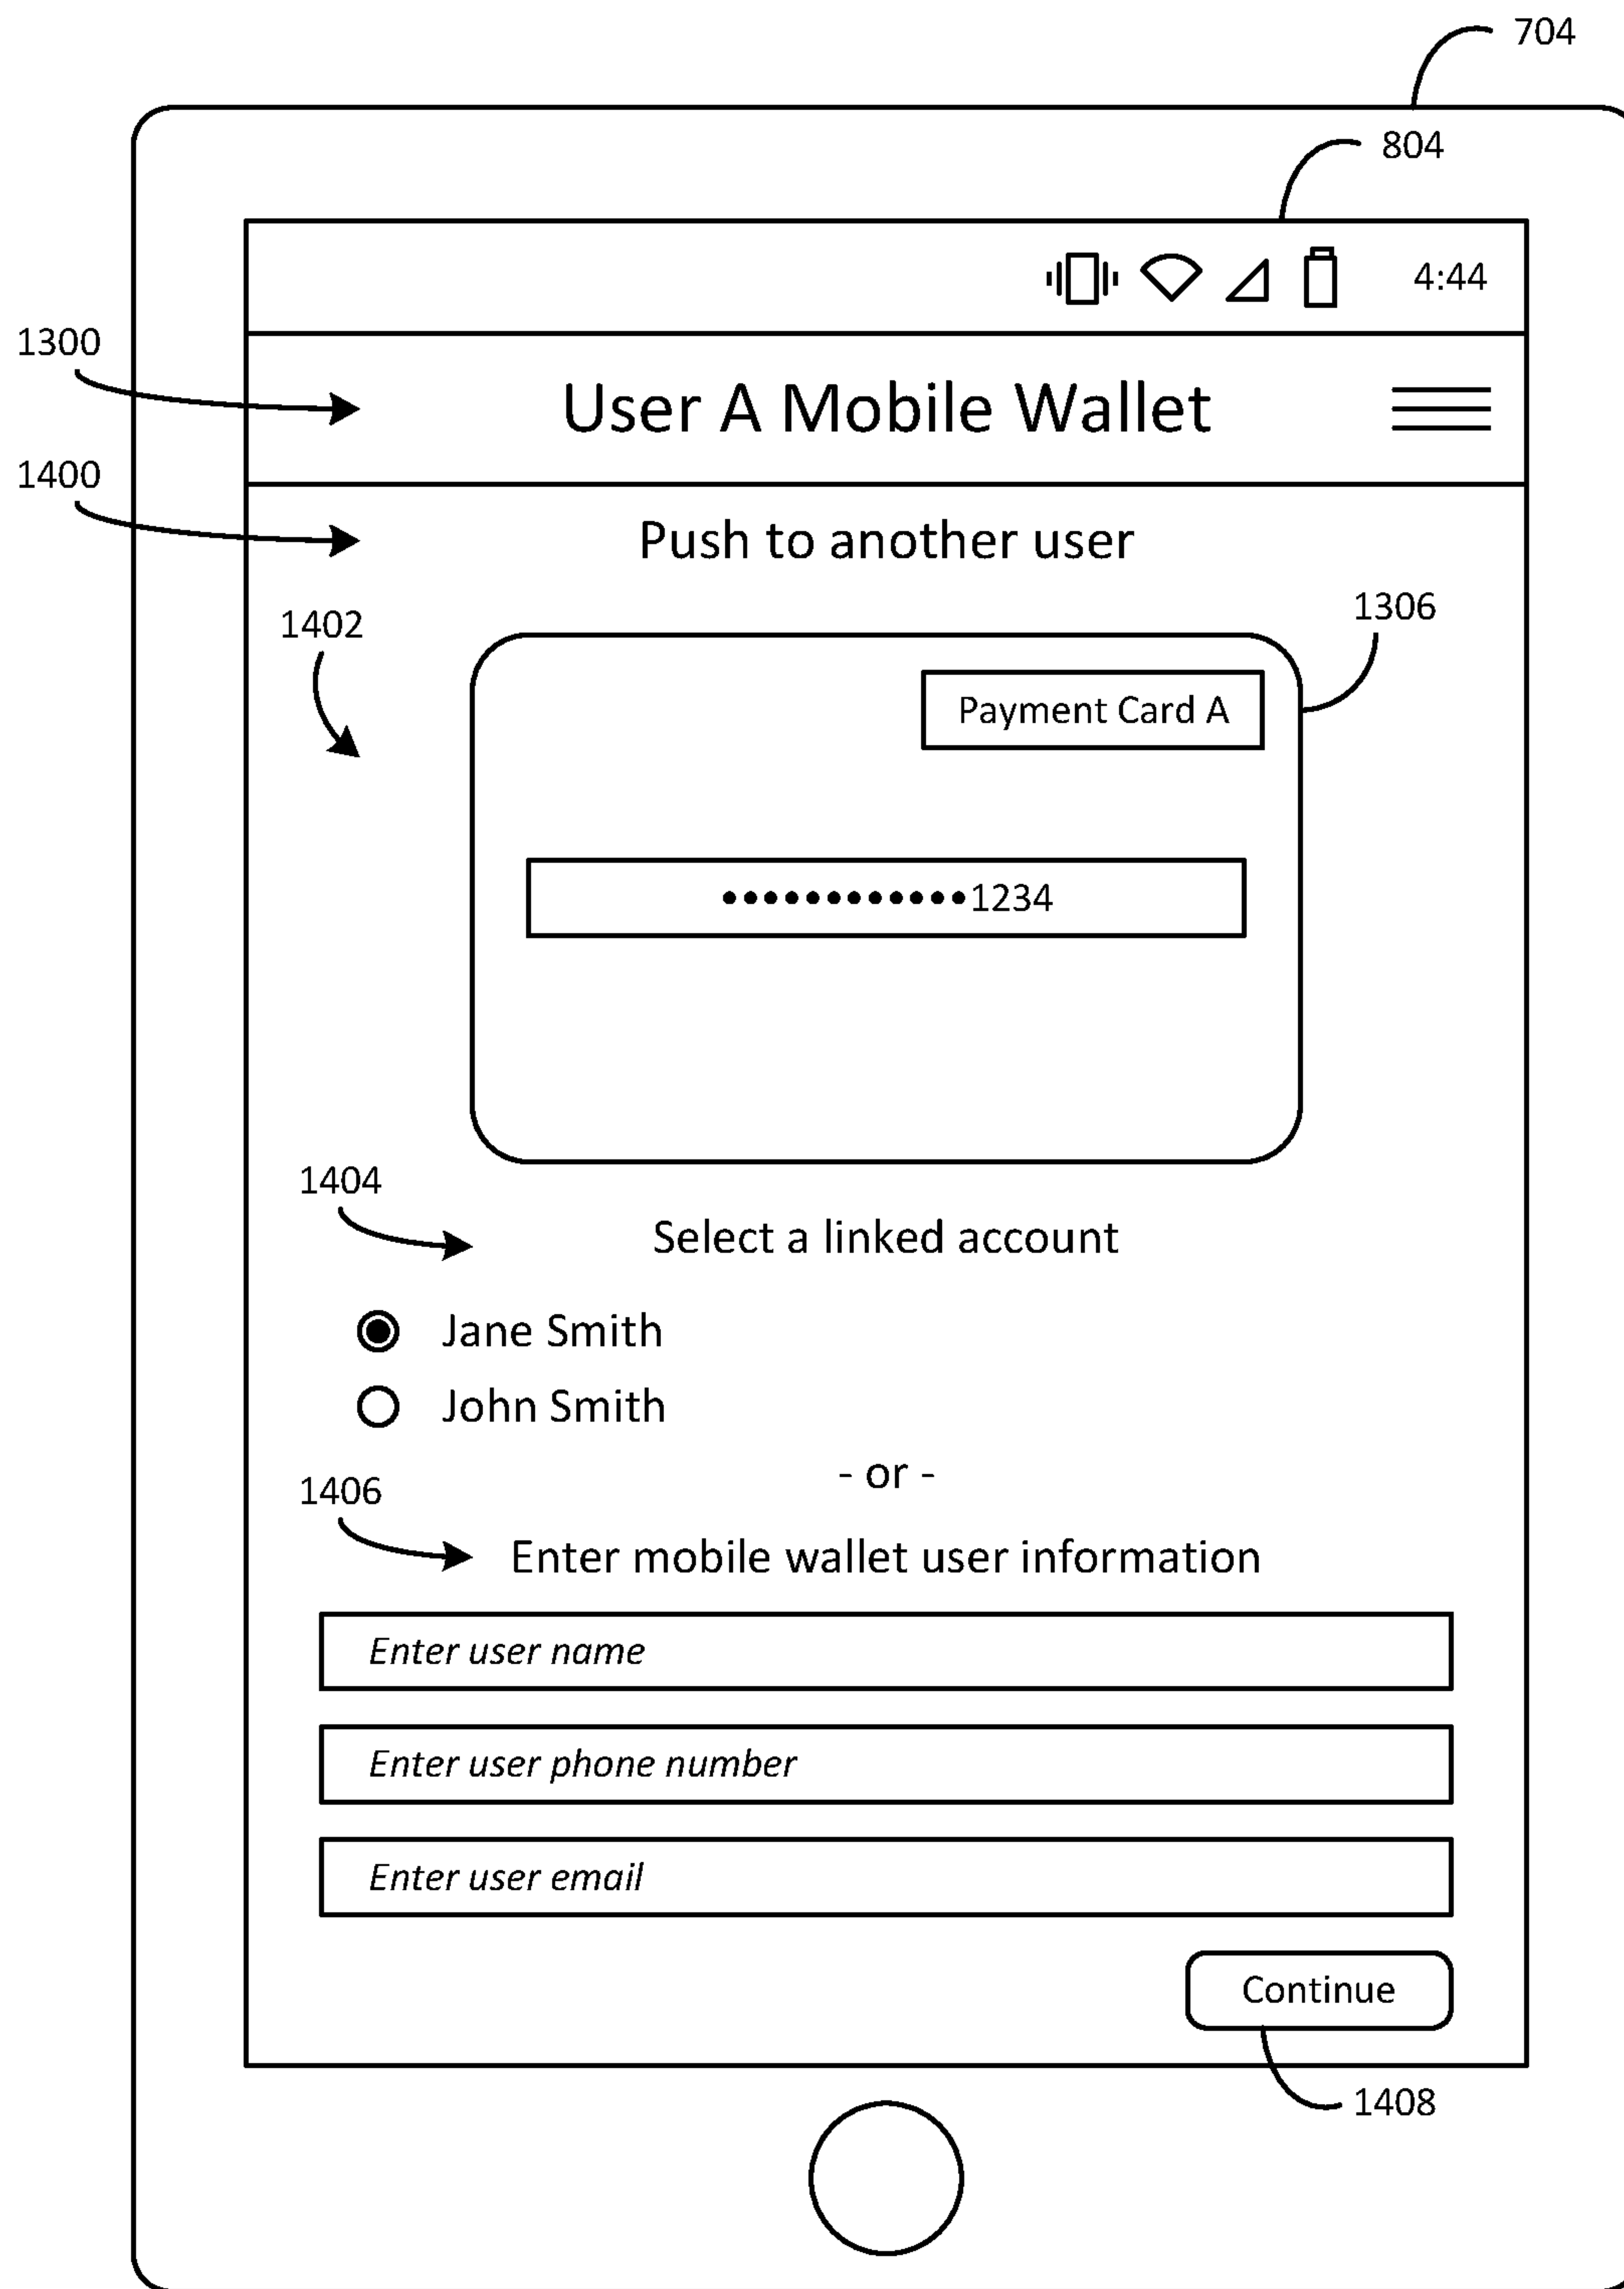 704
804
4:44
1300
User A Mobile Wallet
1400
Push to another user
1402
1306
Payment Card A
••••••••••••1234
1404
Select a linked account
Jane Smith
John Smith
- or -
1406
Enter mobile wallet user information
Enter user name
Enter user phone number
Enter user email
Continue
1408